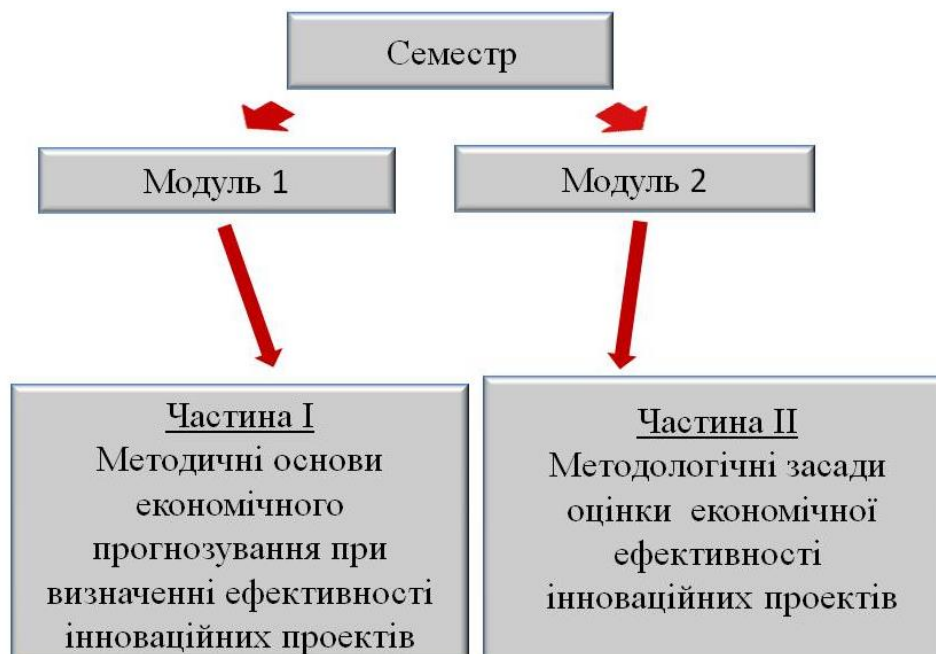 Семестр
Модуль 1
Модуль 2
Частина I
Методичні основи
економічного
прогнозування при
визначенні ефективності
інноваційних проектів
Частина II
Методологічні засади
оцінки економічної
ефективності
інноваційних проектів